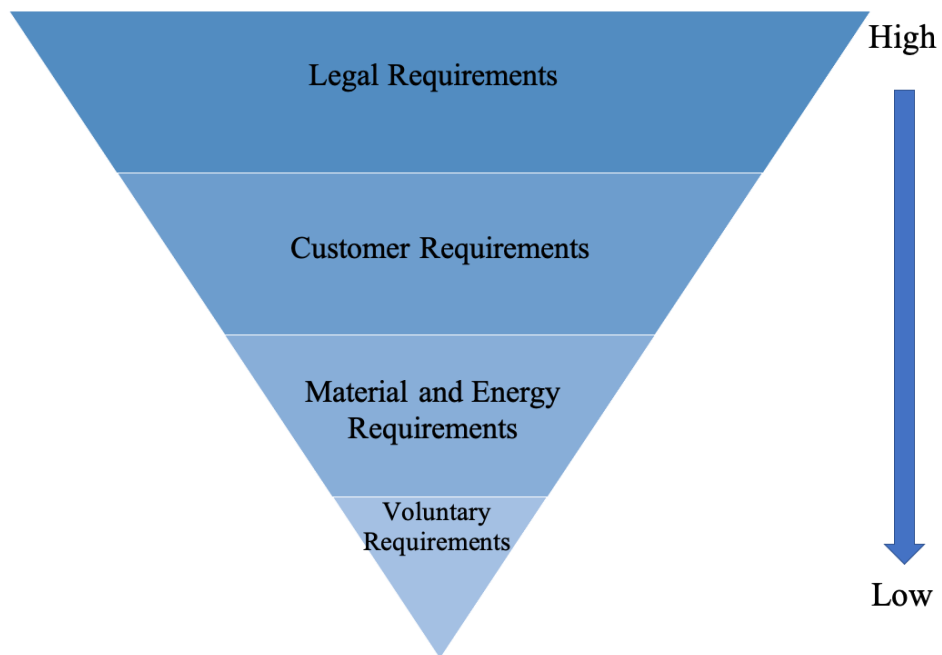 High
Legal Requirements
Customer Requirements
Material and Energy
Requirements
Voluntary
Requirements
Low